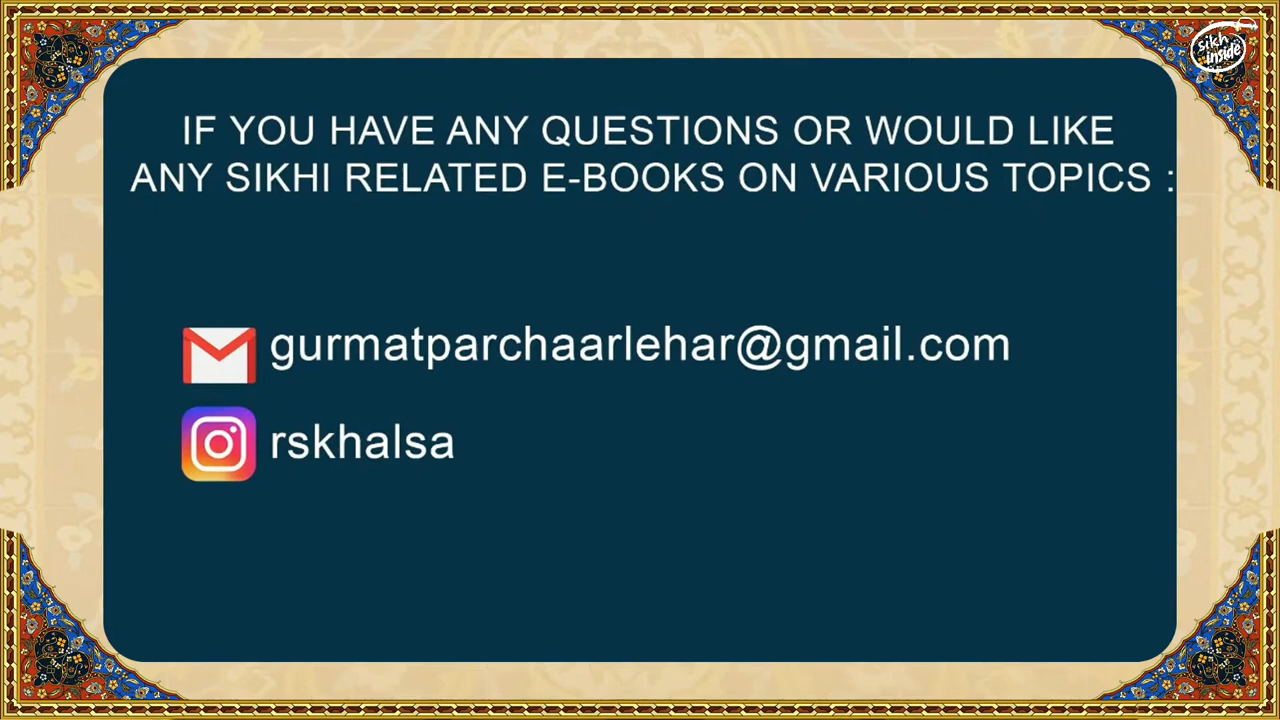 sikh
inside
IF YOU HAVE ANY QUESTIONS OR WOULD LIKE
ANY SIKHI RELATED E-BOOKS ON VARIOUS TOPICS :
gurmatparchaarlehar@gmail.com
rskhalsa